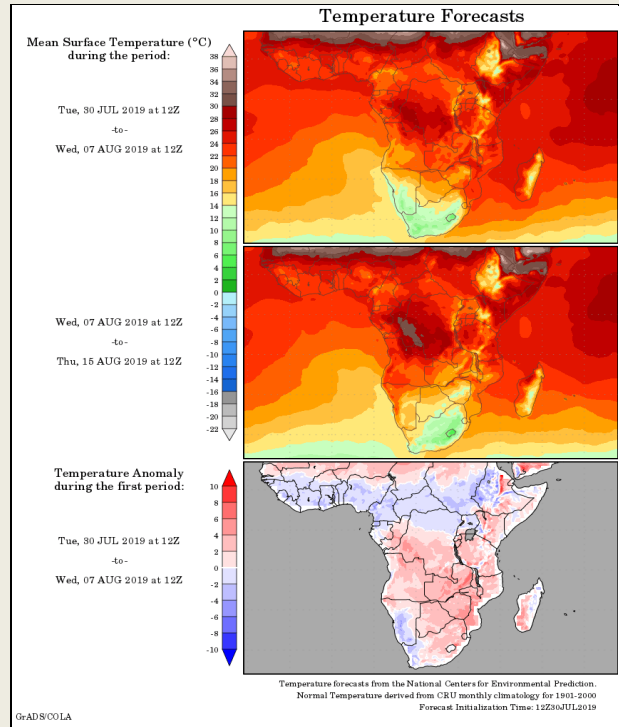 Temperature Forecasts
Mean Surface Temperature (°C)
during the period:
Tue, 30 JUL 2019 at 12Z
-to-
Wed, 07 AUG 2019 at 12Z
38
36
34
32
30
28
26
24
22
20
18
16
14
12
10
8
6
4
2
0
-2
-4
-6
-8
-10
-12
-14
-16
-18
-20
-22
Wed, 07 AUG 2019 at 12Z
-to-
Thu, 15 AUG 2019 at 12Z
Temperature Anomaly
during the first period:
Tue, 30 JUL 2019 at 12Z
-to-
Wed, 07 AUG 2019 at 12Z
10
8
6
4
2
0
-2
-4
-6
-8
-10
Temperature forecasts from the National Centers for Environmental Prediction.
Normal Temperature derived from CRU monthly climatology for 1901-2000
Forecast Initialization Time: 12Z30JUL2019
GrADS/COLA